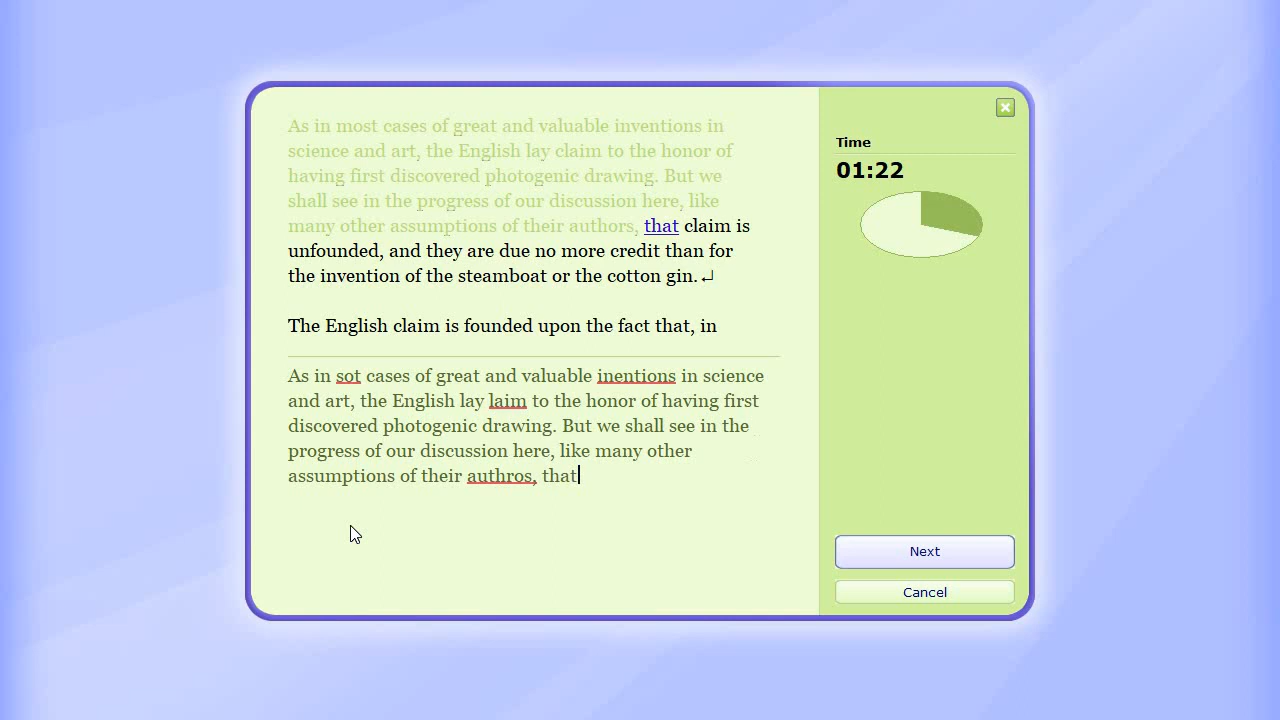 As in most cases of great and valuable inventions in
science and art, the English lay claim to the honor of
having first discovered photogenic drawing. But we
shall see in the progress of our discussion here, like
many other assumptions of their authors, that claim is
unfounded, and they are due no more credit than for
the invention of the steamboat or the cotton gin.↵
The English claim is founded upon the fact that, in
As in sot cases of great and valuable inentions in science
and art, the English lay laim to the honor of having first
discovered photogenic drawing. But we shall see in the
progress of our discussion here, like many other
assumptions of their authros, that
Time
01:22
Next
Cancel